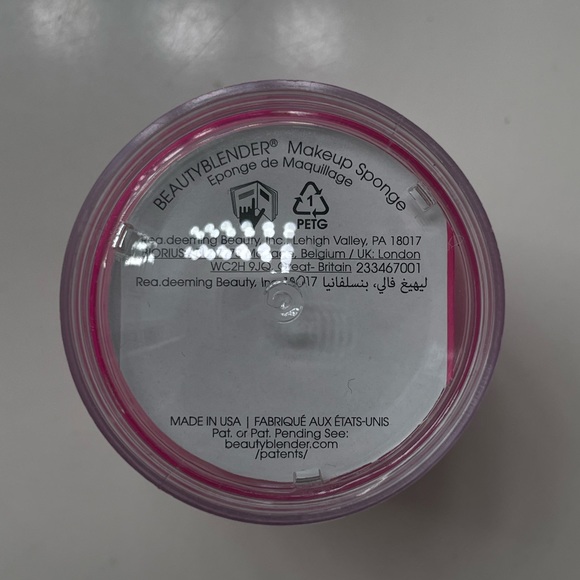 BEAUTYBLENDER® Makeup Sponge
Eponge de Maquillage
1
PETG
Rea.deeming Beauty, Inc. Lehigh Valley, PA 18017
ORIUS Belgium / UK: London
WC2H 9JQ, Great- Britain 233467001
Rea.deeming Beauty, Inc. 18017 ليهيغ فالي، بنسلفانيا
MADE IN USA | FABRIQUÉ AUX ÉTATS-UNIS
Pat. or Pat. Pending See:
beautyblender.com
/patents/